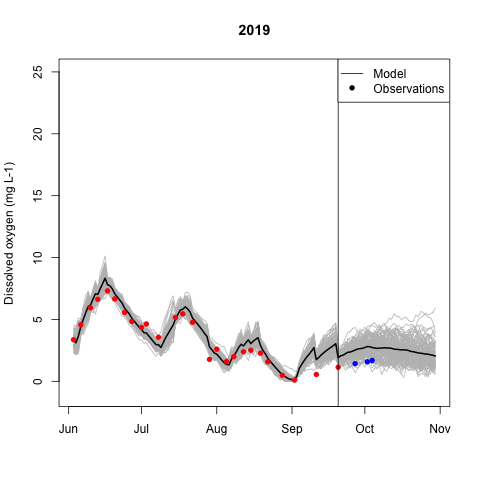 2019
Model
Observations
Dissolved oxygen (mg L-1)
25
20
15
10
5
0
Jun Jul Aug Sep Oct Nov